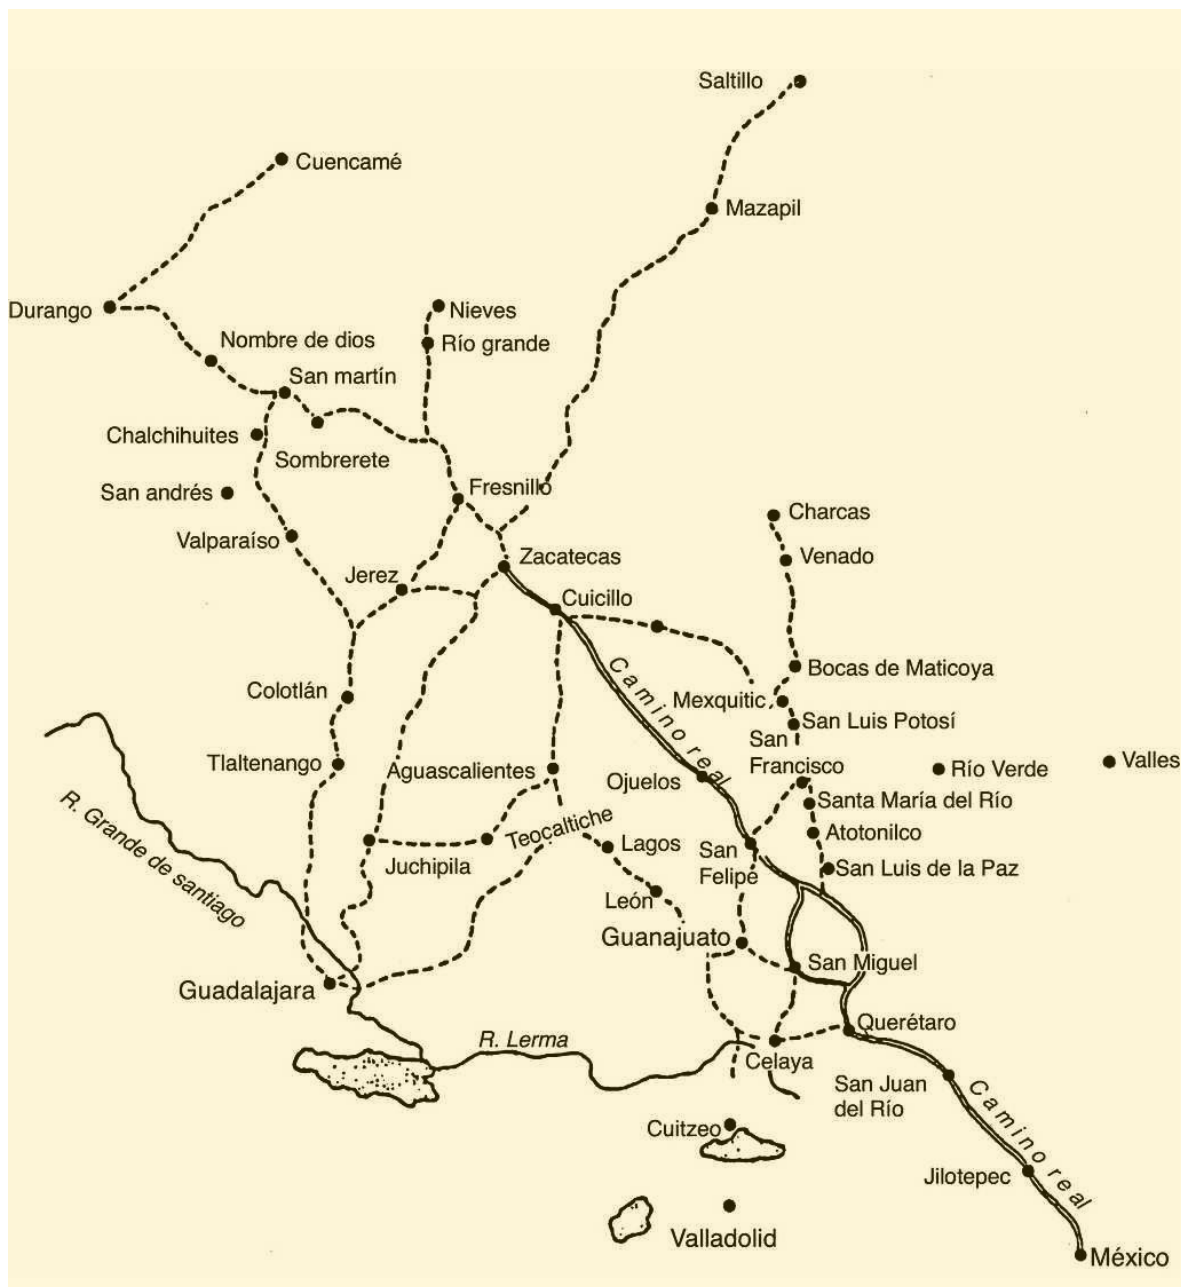 Saltillo
Cuencamé
Mazapil
Durango
Nieves
Nombre de dios
Río grande
San martín
Chalchihuites
Sombrerete
San andrés
Fresnillo
Charcas
Valparaíso
Zacatecas
Venado
Jerez
Cuicillo
Camino real
Bocas de Maticoya
Colotlán
Mexquitic
San Luis Potosí
San
Francisco
Tlaltenango
Aguascalientes
Ojuelos
Río Verde
Valles
R. Grande de santiago
Santa María del Río
Teocaltiche
Atotonilco
Lagos
San
Felipe
Juchipila
San Luis de la Paz
León
Guanajuato
San Miguel
Guadalajara
Querétaro
R. Lerma
Celaya
San Juan
del Río
Camino real
Cuitzeo
Jilotepec
Valladolid
México